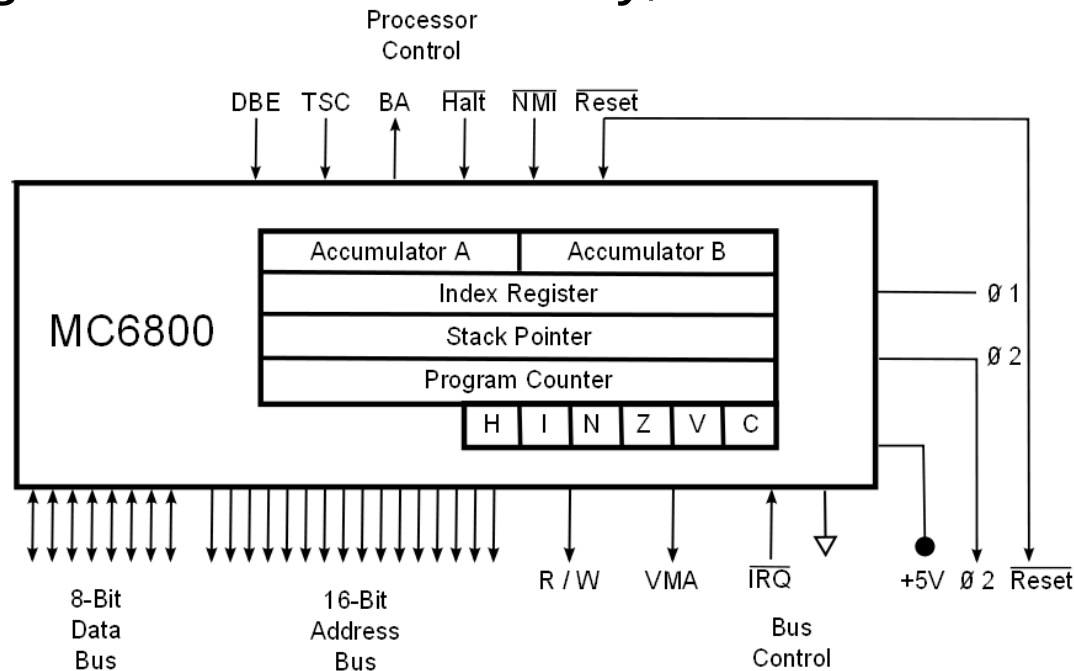 Processor
Control
DBE TSC BA Halt NMI Reset
Accumulator A Accumulator B
Index Register
Ø 1
MC6800
Stack Pointer
Ø 2
Program Counter
H I N Z V C
R / W VMA IRQ +5V Ø 2 Reset
8-Bit
Data
Bus
16-Bit
Address
Bus
Bus
Control